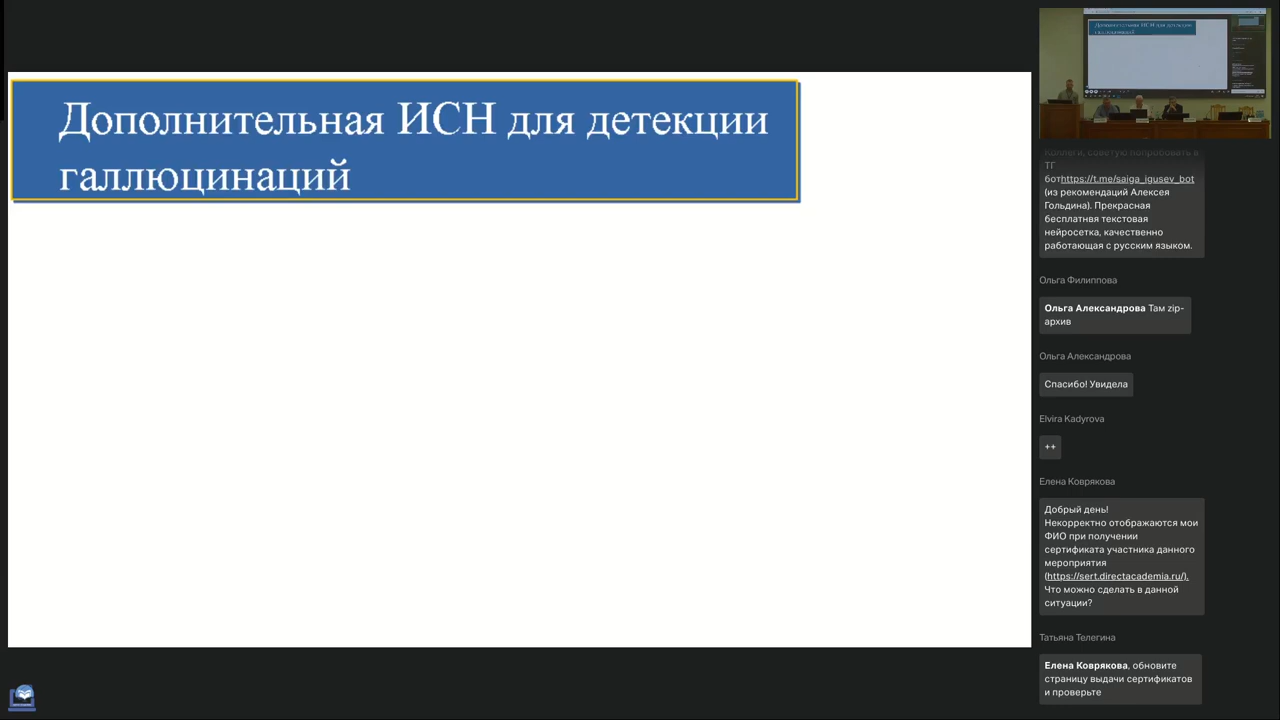 Дополнительная ИСН для детекции
галлюцинаций
Коллеги, советую попробовать в
ТГ
ботhttps://t.me/saiga_igusev_bot
(из рекомендаций Алексея
Гольдина). Прекрасная
бесплатнвя текстовая
нейросетка, качественно
работающая с русским языком.
Ольга Филиппова
Ольга Александрова Там zip-
архив
Ольга Александрова
Спасибо! Увидела
Elvira Kadyrova
++
Елена Коврякова
Добрый день!
Некорректно отображаются мои
ФИО при получении
сертификата участника данного
мероприятия
(https://sert.directacademia.ru/).
Что можно сделать в данной
ситуации?
Татьяна Телегина
Елена Коврякова, обновите
страницу выдачи сертификатов
и проверьте